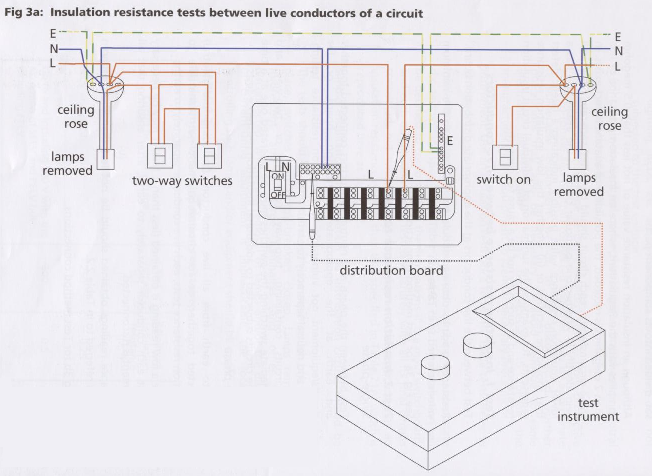 Fig 3a: Insulation resistance tests between live conductors of a circuit
E
N
L
E
N
L
ceiling
rose
ceiling
rose
E
lamps
removed
two-way switches
L N
ON
OFF
L
L
switch on
lamps
removed
distribution board
test
instrument